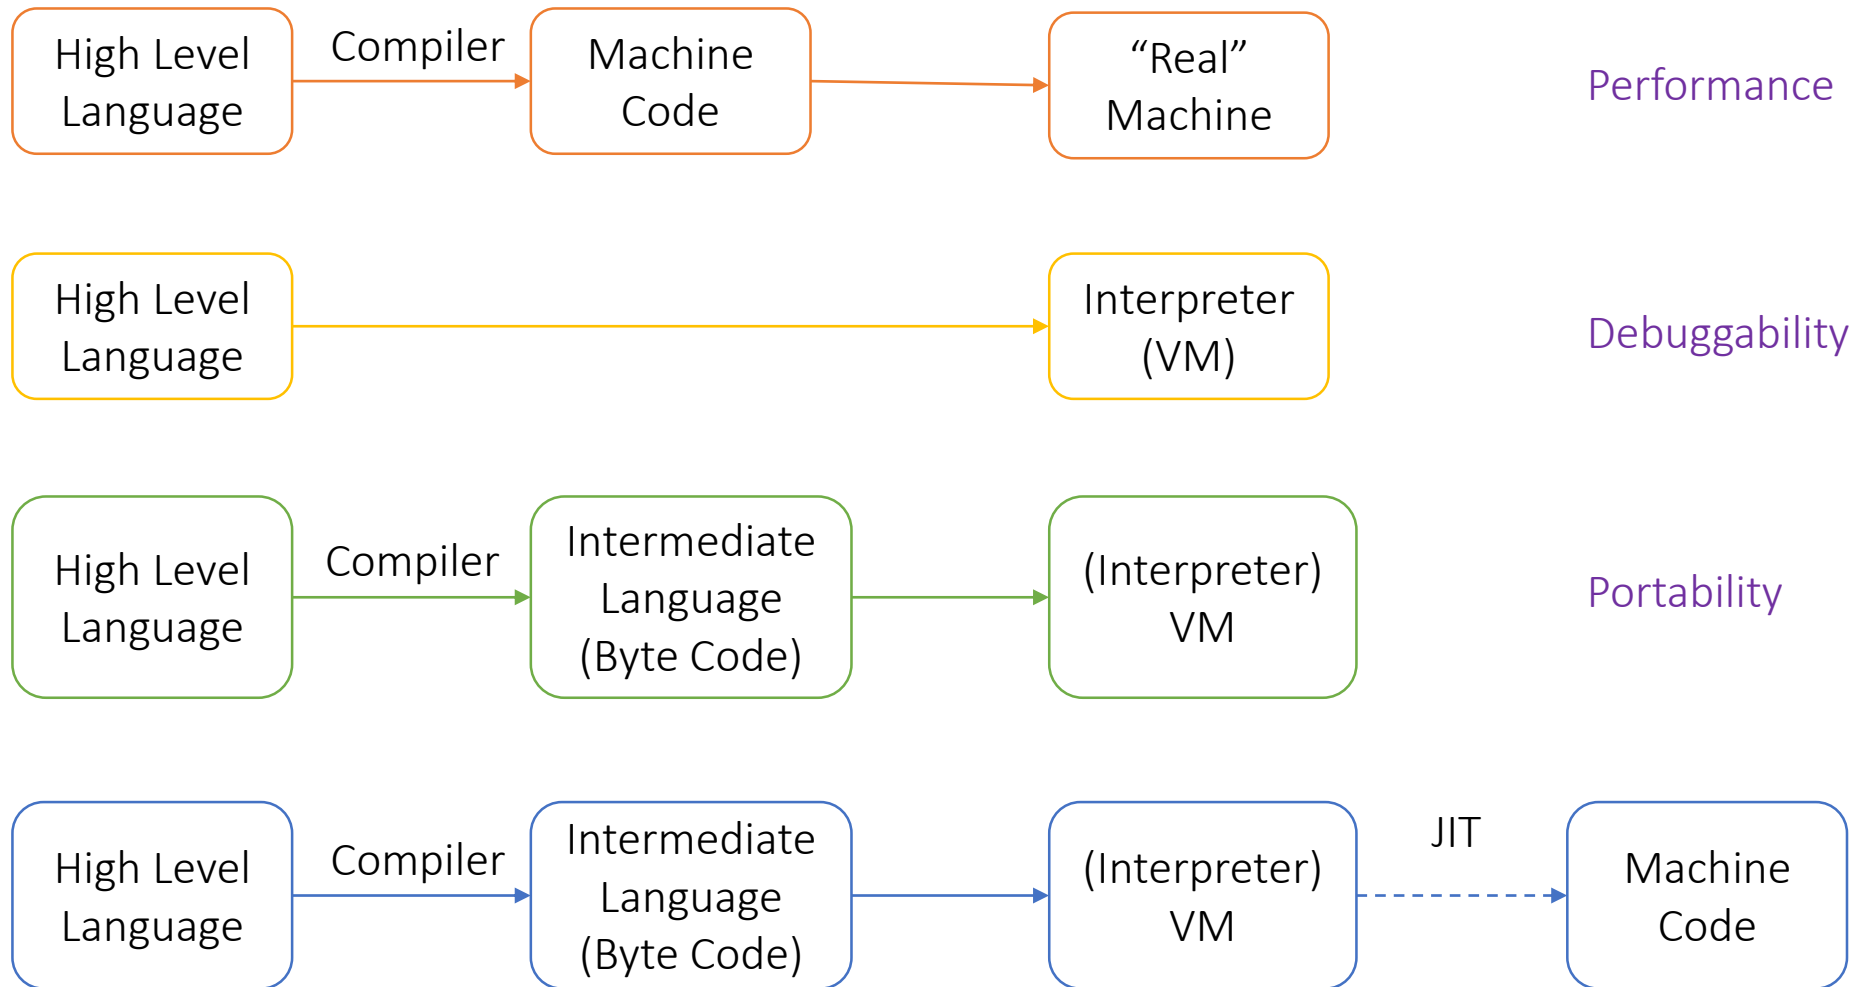 High Level
Language
Compiler
Machine
Code
“Real”
Machine
Performance
High Level
Language
Interpreter
(VM)
Debuggability
High Level
Language
Compiler
Intermediate
Language
(Byte Code)
(Interpreter)
VM
Portability
High Level
Language
Compiler
Intermediate
Language
(Byte Code)
(Interpreter)
VM
JIT
Machine
Code